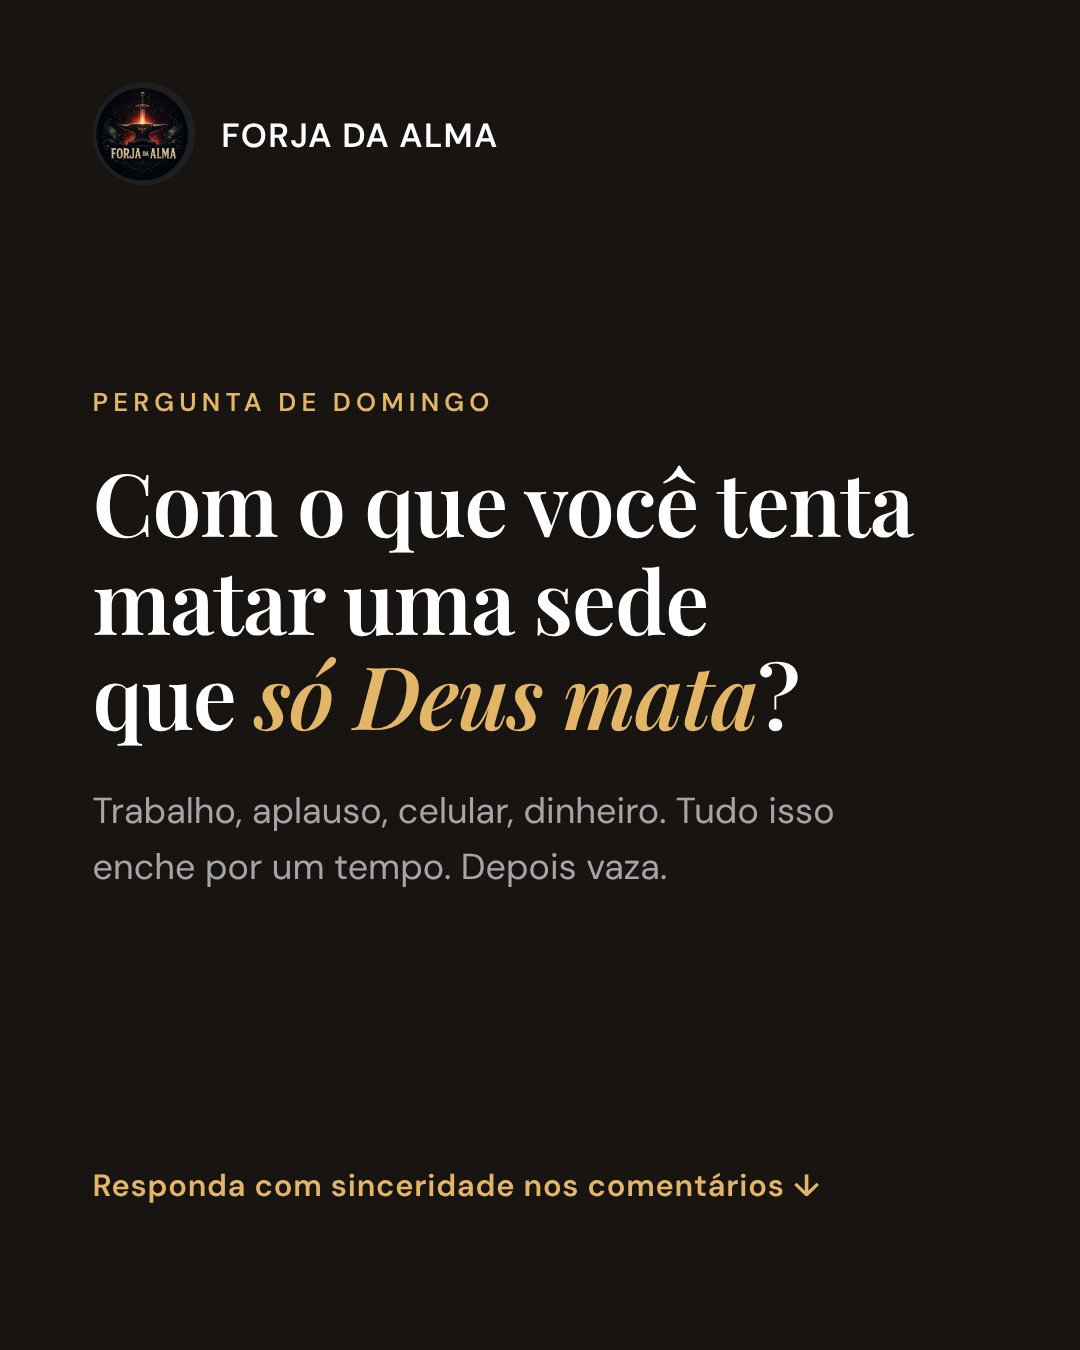 FORJA DA ALMA
FORJA DA ALMA
PERGUNTA DE DOMINGO
Com o que você tenta
matar uma sede
que só Deus mata?
Trabalho, aplauso, celular, dinheiro. Tudo isso
enche por um tempo. Depois vaza.
Responda com sinceridade nos comentários ↓